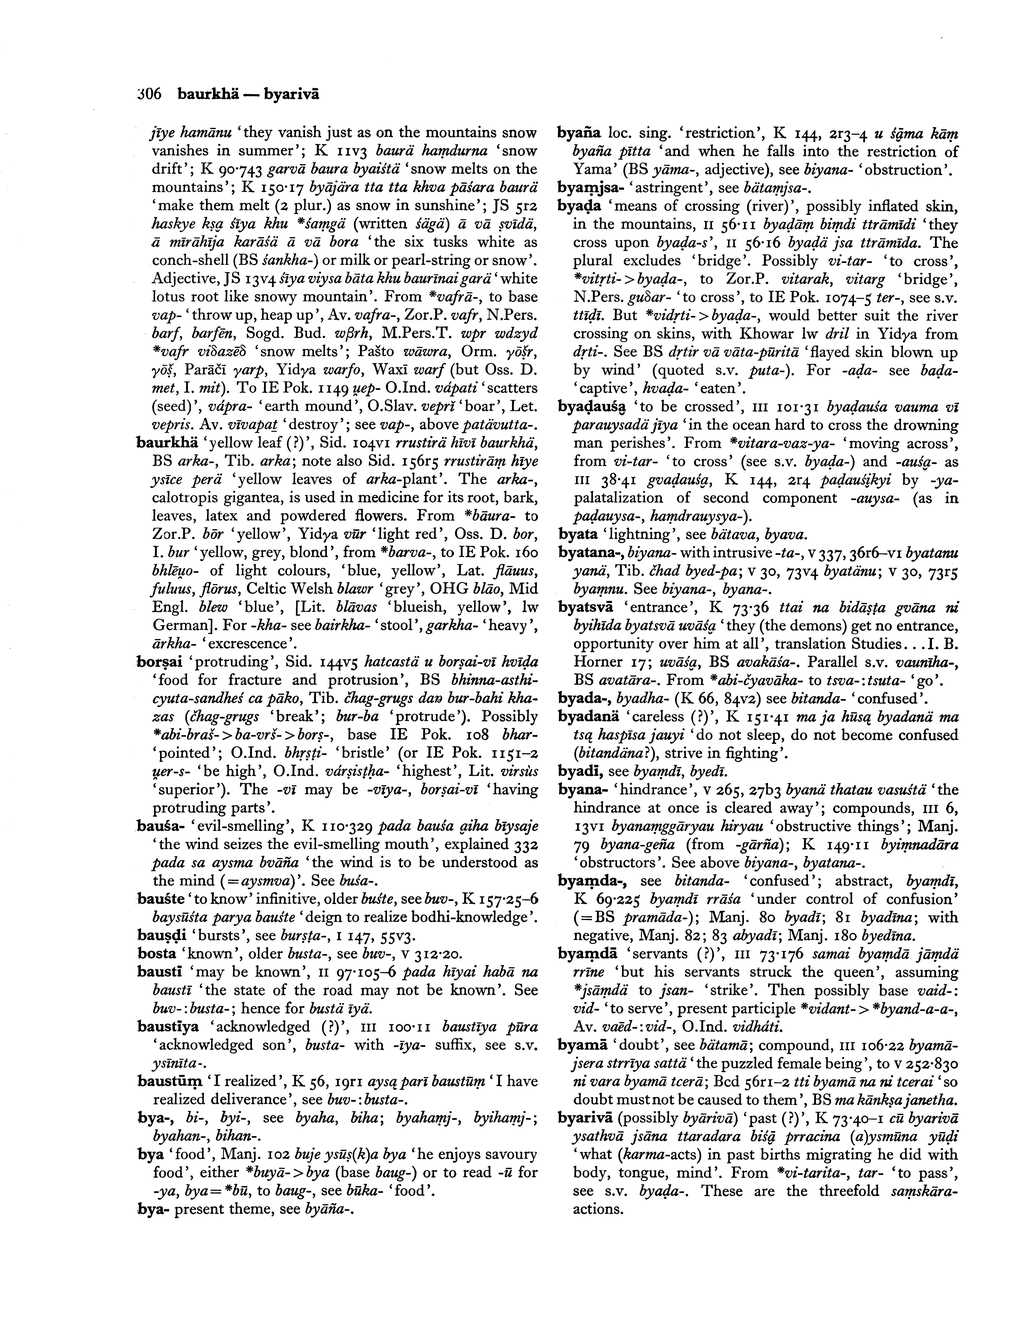 306 baurkhä — byarivā
jīye hamānu ‘they vanish just as on the mountains snow
vanishes in summer’; K IIV3 baurä haṃdurna ‘snow
drift’; K 90·743 garvā baura byaiśtä ‘snow melts on the
mountains’; K 150·17 byājära tta tta khva pāśara baurä
‘make them melt (2 plur.) as snow in sunshine’; JS 5r2
haskye kṣa śīya khu *śaṃgä (written śägä) ā vā ṣvīdä,
ā mīrāhīja karāśä ā vā bora ‘the six tusks white as
conch-shell (BS śankha-) or milk or pearl-string or snow’.
Adjective, JS 13v4 śīya viysa bāta khu baurīnai garä ‘white
lotus root like snowy mountain’. From *vafrā-, to base
vap- ‘throw up, heap up’, Av. vafra-, Zor.P. vafr, N.Pers.
barf, barfēn, Sogd. Bud. wβrh, M.Pers.T. wpr wdzyd
*vafr viδazēδ ‘snow melts’; Pašto wāwra, Orm. γōṣ̌r,
γōṣ̌, Parāčī γarp, Yidγa warfo, Waxī warf (but Oss. D.
met, I. mit). To IE Pok. 1149 u̯ep- O.Ind. vápati ‘scatters
(seed)’, vápra- ‘earth mound’, O.Slav. veprĭ ‘boar’, Let.
vepris. Av. vīvapaṯ ‘destroy’; see vap-, above patävutta-.
baurkhä ‘yellow leaf (?)’, Sid. 104v1 rrustirä hīvī baurkhä,
BS arka-, Tib. arka; note also Sid. 156r5 rrustirāṃ hīye
ysīce perä ‘yellow leaves of arka-plant’. The arka-,
calotropis gigantea, is used in medicine for its root, bark,
leaves, latex and powdered flowers. From *bāura- to
Zor.P. bōr ‘yellow’, Yidγa vūr ‘light red’, Oss. D. bor,
I. bur ‘yellow, grey, blond’, from *barva-, to IE Pok. 160
bhlēu̯o- of light colours, ‘blue, yellow’, Lat. flāuus,
fuluus, flōrus, Celtic Welsh blawr ‘grey’, OHG blāo, Mid
Engl. blew ‘blue’, [Lit. blāvas ‘blueish, yellow’, lw
German]. For -kha- see bairkha- ‘stool’, garkha- ‘heavy’,
ārkha- ‘excrescence’.
borṣai ‘protruding’, Sid. 144v5 hatcastä u borṣai-vī hvīḍa
‘food for fracture and protrusion’, BS bhinna-asthi-
cyuta-sandheś ca pāko, Tib. čhag-grugs daṅ bur-bahi kha-
zas (čhag-grugs ‘break’; bur-ba ‘protrude’). Possibly
*abi-braš->ba-vrš->borṣ-, base IE Pok. 108 bhar-
‘pointed’; O.Ind. bhṛṣṭi- ‘bristle’ (or IE Pok. 1151–2
u̯er-s- ‘be high’, O.Ind. várṣiṣṭha- ‘highest’, Lit. virsùs
‘superior’). The -vī may be -vīya-, borṣai-vī ‘having
protruding parts’.
bauśa- ‘evil-smelling’, K 110·329 pada bauśa a̤iha bīysaje
‘the wind seizes the evil-smelling mouth’, explained 332
pada sa aysma bvāña ‘the wind is to be understood as
the mind (=aysmva)’. See buśa-.
bauśte ‘to know’ infinitive, older buśte, see buv-, K 157·25–6
baysūśta parya bauśte ‘deign to realize bodhi-knowledge’.
bauṣḍi ‘bursts’, see burṣṭa-, I 147, 55v3.
bosta ‘known’, older busta-, see buv-, V 312·20.
baustī ‘may be known’, II 97·105–6 pada hīyai habā na
baustī ‘the state of the road may not be known’. See
buv-:busta-; hence for bustä īyä.
baustīya ‘acknowledged (?)’, III 100·11 baustīya pūra
‘acknowledged son’, busta- with -īya- suffix, see s.v.
ysīnīta-.
baustūṃ ‘I realized’, K 56, 19r1 aysa̤ parī baustūṃ ‘I have
realized deliverance’, see buv-:busta-.
bya-, bi-, byi-, see byaha, biha; byahaṃj-, byihaṃj-;
byahan-, bihan-.
bya ‘food’, Manj. 102 buje ysūṣ(k)a bya ‘he enjoys savoury
food’, either *buyā->bya (base baug-) or to read -ū for
-ya, bya=*bū, to baug-, see būka- ‘food’.
bya- present theme, see byāña-.
byaña loc. sing. ‘restriction’, K 144, 2r3–4 u śā̤ma kāṃ
byaña pītta ‘and when he falls into the restriction of
Yama’ (BS yāma-, adjective), see biyana- ‘obstruction’.
byaṃjsa- ‘astringent’, see bätaṃjsa-.
byaḍa ‘means of crossing (river)’, possibly inflated skin,
in the mountains, II 56·11 byaḍāṃ biṃdi ttrāmīdi ‘they
cross upon byaḍa-s’, II 56·16 byaḍä jsa ttrāmīda. The
plural excludes ‘bridge’. Possibly vi-tar- ‘to cross’,
*vitṛti->byaḍa-, to Zor.P. vitarak, vitarg ‘bridge’,
N.Pers. guδar- ‘to cross’, to IE Pok. 1074–5 ter-, see s.v.
ttīḍī. But *vidṛti->byaḍa-, would better suit the river
crossing on skins, with Khowar lw dril in Yidγa from
dṛti-. See BS dṛtir vā vāta-pūritā ‘flayed skin blown up
by wind’ (quoted s.v. puta-). For -aḍa- see baḍa-
‘captive’, hvaḍa- ‘eaten’.
byaḍauśa̤ ‘to be crossed’, III 101·31 byaḍauśa vauma vī
parauysadä jīya ‘in the ocean hard to cross the drowning
man perishes’. From *vitara-vaz-ya- ‘moving across’,
from vi-tar- ‘to cross’ (see s.v. byaḍa-) and -auśa̤- as
III 38·41 gvaḍauśa̤, K 144, 2r4 paḍauśi̤kyi by -ya-
palatalization of second component -auysa- (as in
paḍauysa-, haṃdrauysya-).
byata ‘lightning’, see bätava, byava.
byatana-, biyana- with intrusive -ta-, V 337, 36r6–v1 byatanu
yanä, Tib. čhad byed-pa; V 30, 73v4 byatänu; V 30, 73r5
byaṃnu. See biyana-, byana-.
byatsvā ‘entrance’, K 73·36 ttai na bidāṣṭa gvāna ni
byihīda byatsvā uvāśa̤ ‘they (the demons) get no entrance,
opportunity over him at all’, translation Studies...I. B.
Horner 17; uvāśa̤, BS avakāśa-. Parallel s.v. vaunīha-,
BS avatāra-. From *abi-čyavāka- to tsva-:tsuta- ‘go’.
byada-, byadha- (K 66, 84v2) see bitanda- ‘confused’.
byadanä ‘careless (?)’, K 151·41 ma ja hūsa̤ byadanä ma
tsa̤ haspīsa jauyi ‘do not sleep, do not become confused
(bitandäna?), strive in fighting’.
byadī, see byaṃdī, byedī.
byana- ‘hindrance’, V 265, 27b3 byanä thatau vasuśtä ‘the
hindrance at once is cleared away’; compounds, III 6,
13v1 byanaṃggāryau hiryau ‘obstructive things’; Manj.
79 byana-geña (from -gārña); K 149·11 byiṃnadāra
‘obstructors’. See above biyana-, byatana-.
byaṃda-, see bitanda- ‘confused’; abstract, byaṃdī,
K 69·225 byaṃdī rrāśa ‘under control of confusion’
(=BS pramāda-); Manj. 80 byadī; 81 byadīna; with
negative, Manj. 82; 83 abyadī; Manj. 180 byedīna.
byaṃdā ‘servants (?)’, III 73·176 samai byaṃdā jāṃdä
rrīne ‘but his servants struck the queen’, assuming
*jsāṃdä to jsan- ‘strike’. Then possibly base vaid-:
vid- ‘to serve’, present participle *vidant-> *byand-a-a-,
Av. vaēd-:vid-, O.Ind. vidháti.
byamā ‘doubt’, see bätamā; compound, III 106·22 byamā-
jsera strrīya sattä ‘the puzzled female being’, to V 252·830
ni vara byamā tcerā; Bcd 56r1–2 tti byamā na ni tcerai ‘so
doubt must not be caused to them’, BS ma kānkṣa janetha.
byarivā (possibly byārivā) ‘past (?)’, K 73·40–1 cū byarivā
ysathvā jsāna ttaradara biśā̤ prracina (a)ysmūna yūḍi
‘what (karma-acts) in past births migrating he did with
body, tongue, mind’. From *vi-tarita-, tar- ‘to pass’,
see s.v. byaḍa-. These are the threefold saṃskāra-
actions.